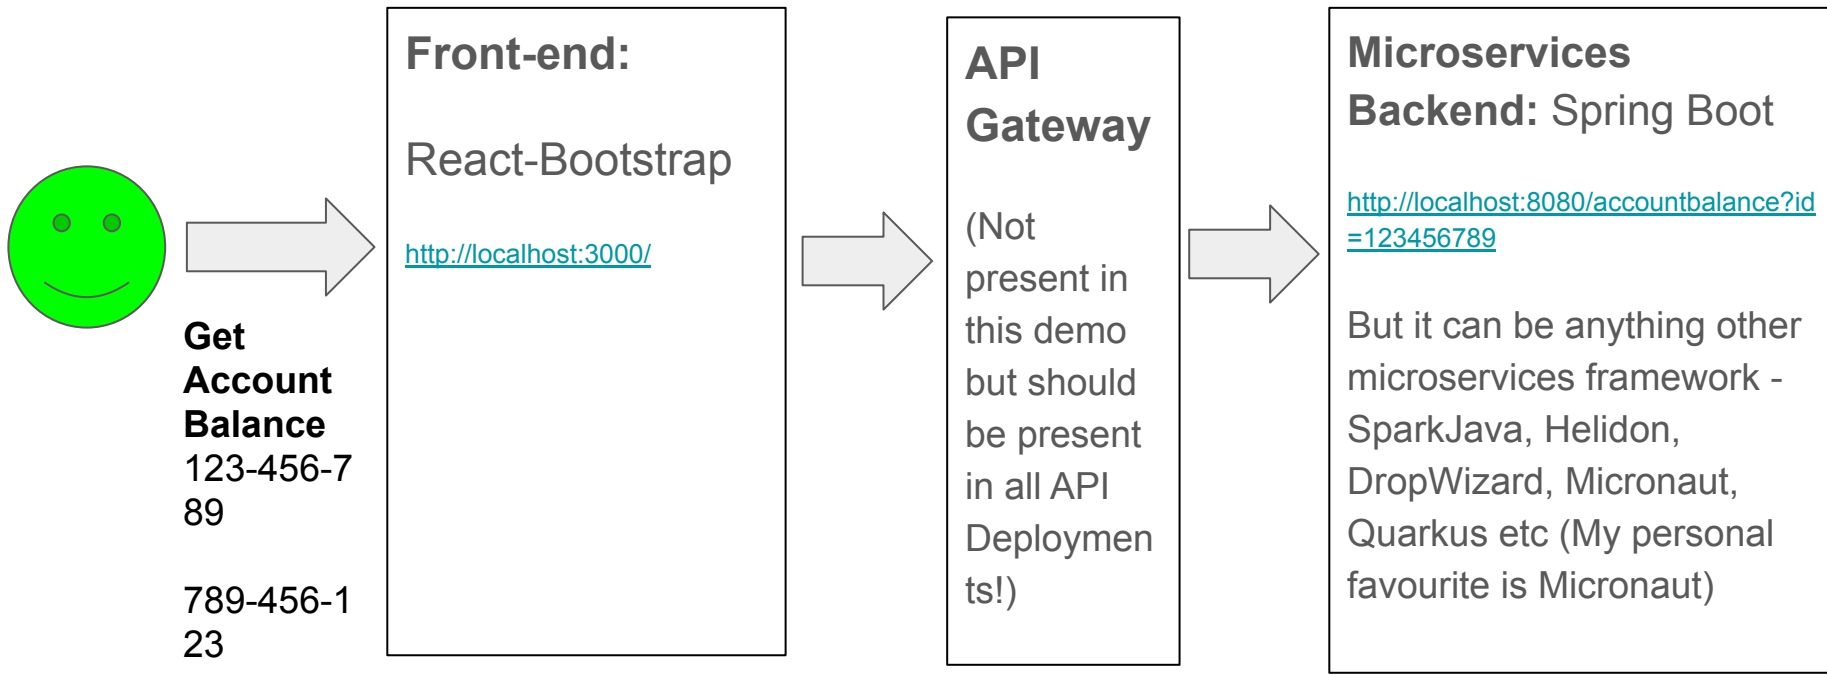 Get
Account
Balance
123-456-7
89
789-456-1
23
Front-end:
React-Bootstrap
http://localhost:3000/
API
Gateway
(Not
present in
this demo
but should
be present
in all API
Deploymen
ts!)
Microservices
Backend: Spring Boot
http://localhost:8080/accountbalance?id
=123456789
But it can be anything other
microservices framework -
SparkJava, Helidon,
DropWizard, Micronaut,
Quarkus etc (My personal
favourite is Micronaut)